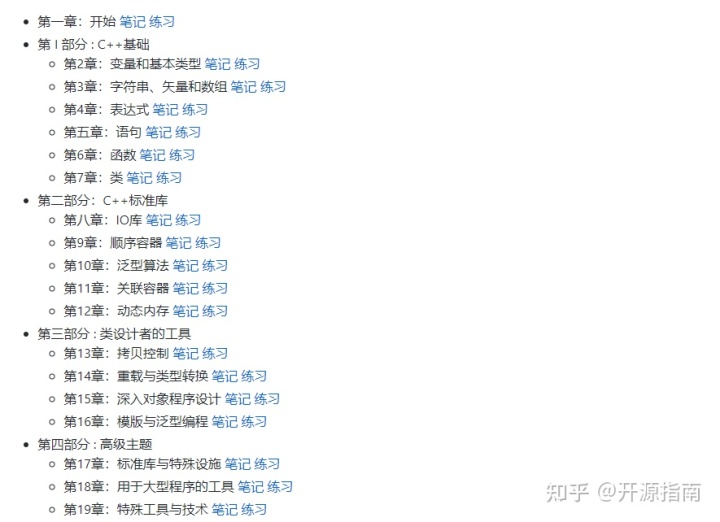 第一章：开始 笔记 练习
第 I 部分 : C++基础
第2章：变量和基本类型 笔记 练习
第3章：字符串、矢量和数组 笔记 练习
第4章：表达式 笔记 练习
第五章：语句 笔记 练习
第6章：函数 笔记 练习
第7章：类 笔记 练习
第二部分：C++标准库
第八章：IO库 笔记 练习
第9章：顺序容器 笔记 练习
第10章：泛型算法 笔记 练习
第11章：关联容器 笔记 练习
第12章：动态内存 笔记 练习
第三部分 : 类设计者的工具
第13章：拷贝控制 笔记 练习
第14章：重载与类型转换 笔记 练习
第15章：深入对象程序设计 笔记 练习
第16章：模版与泛型编程 笔记 练习
第四部分 : 高级主题
第17章：标准库与特殊设施 笔记 练习
第18章：用于大型程序的工具 笔记 练习
第19章：特殊工具与技术 笔记 练习
知乎 @开源指南